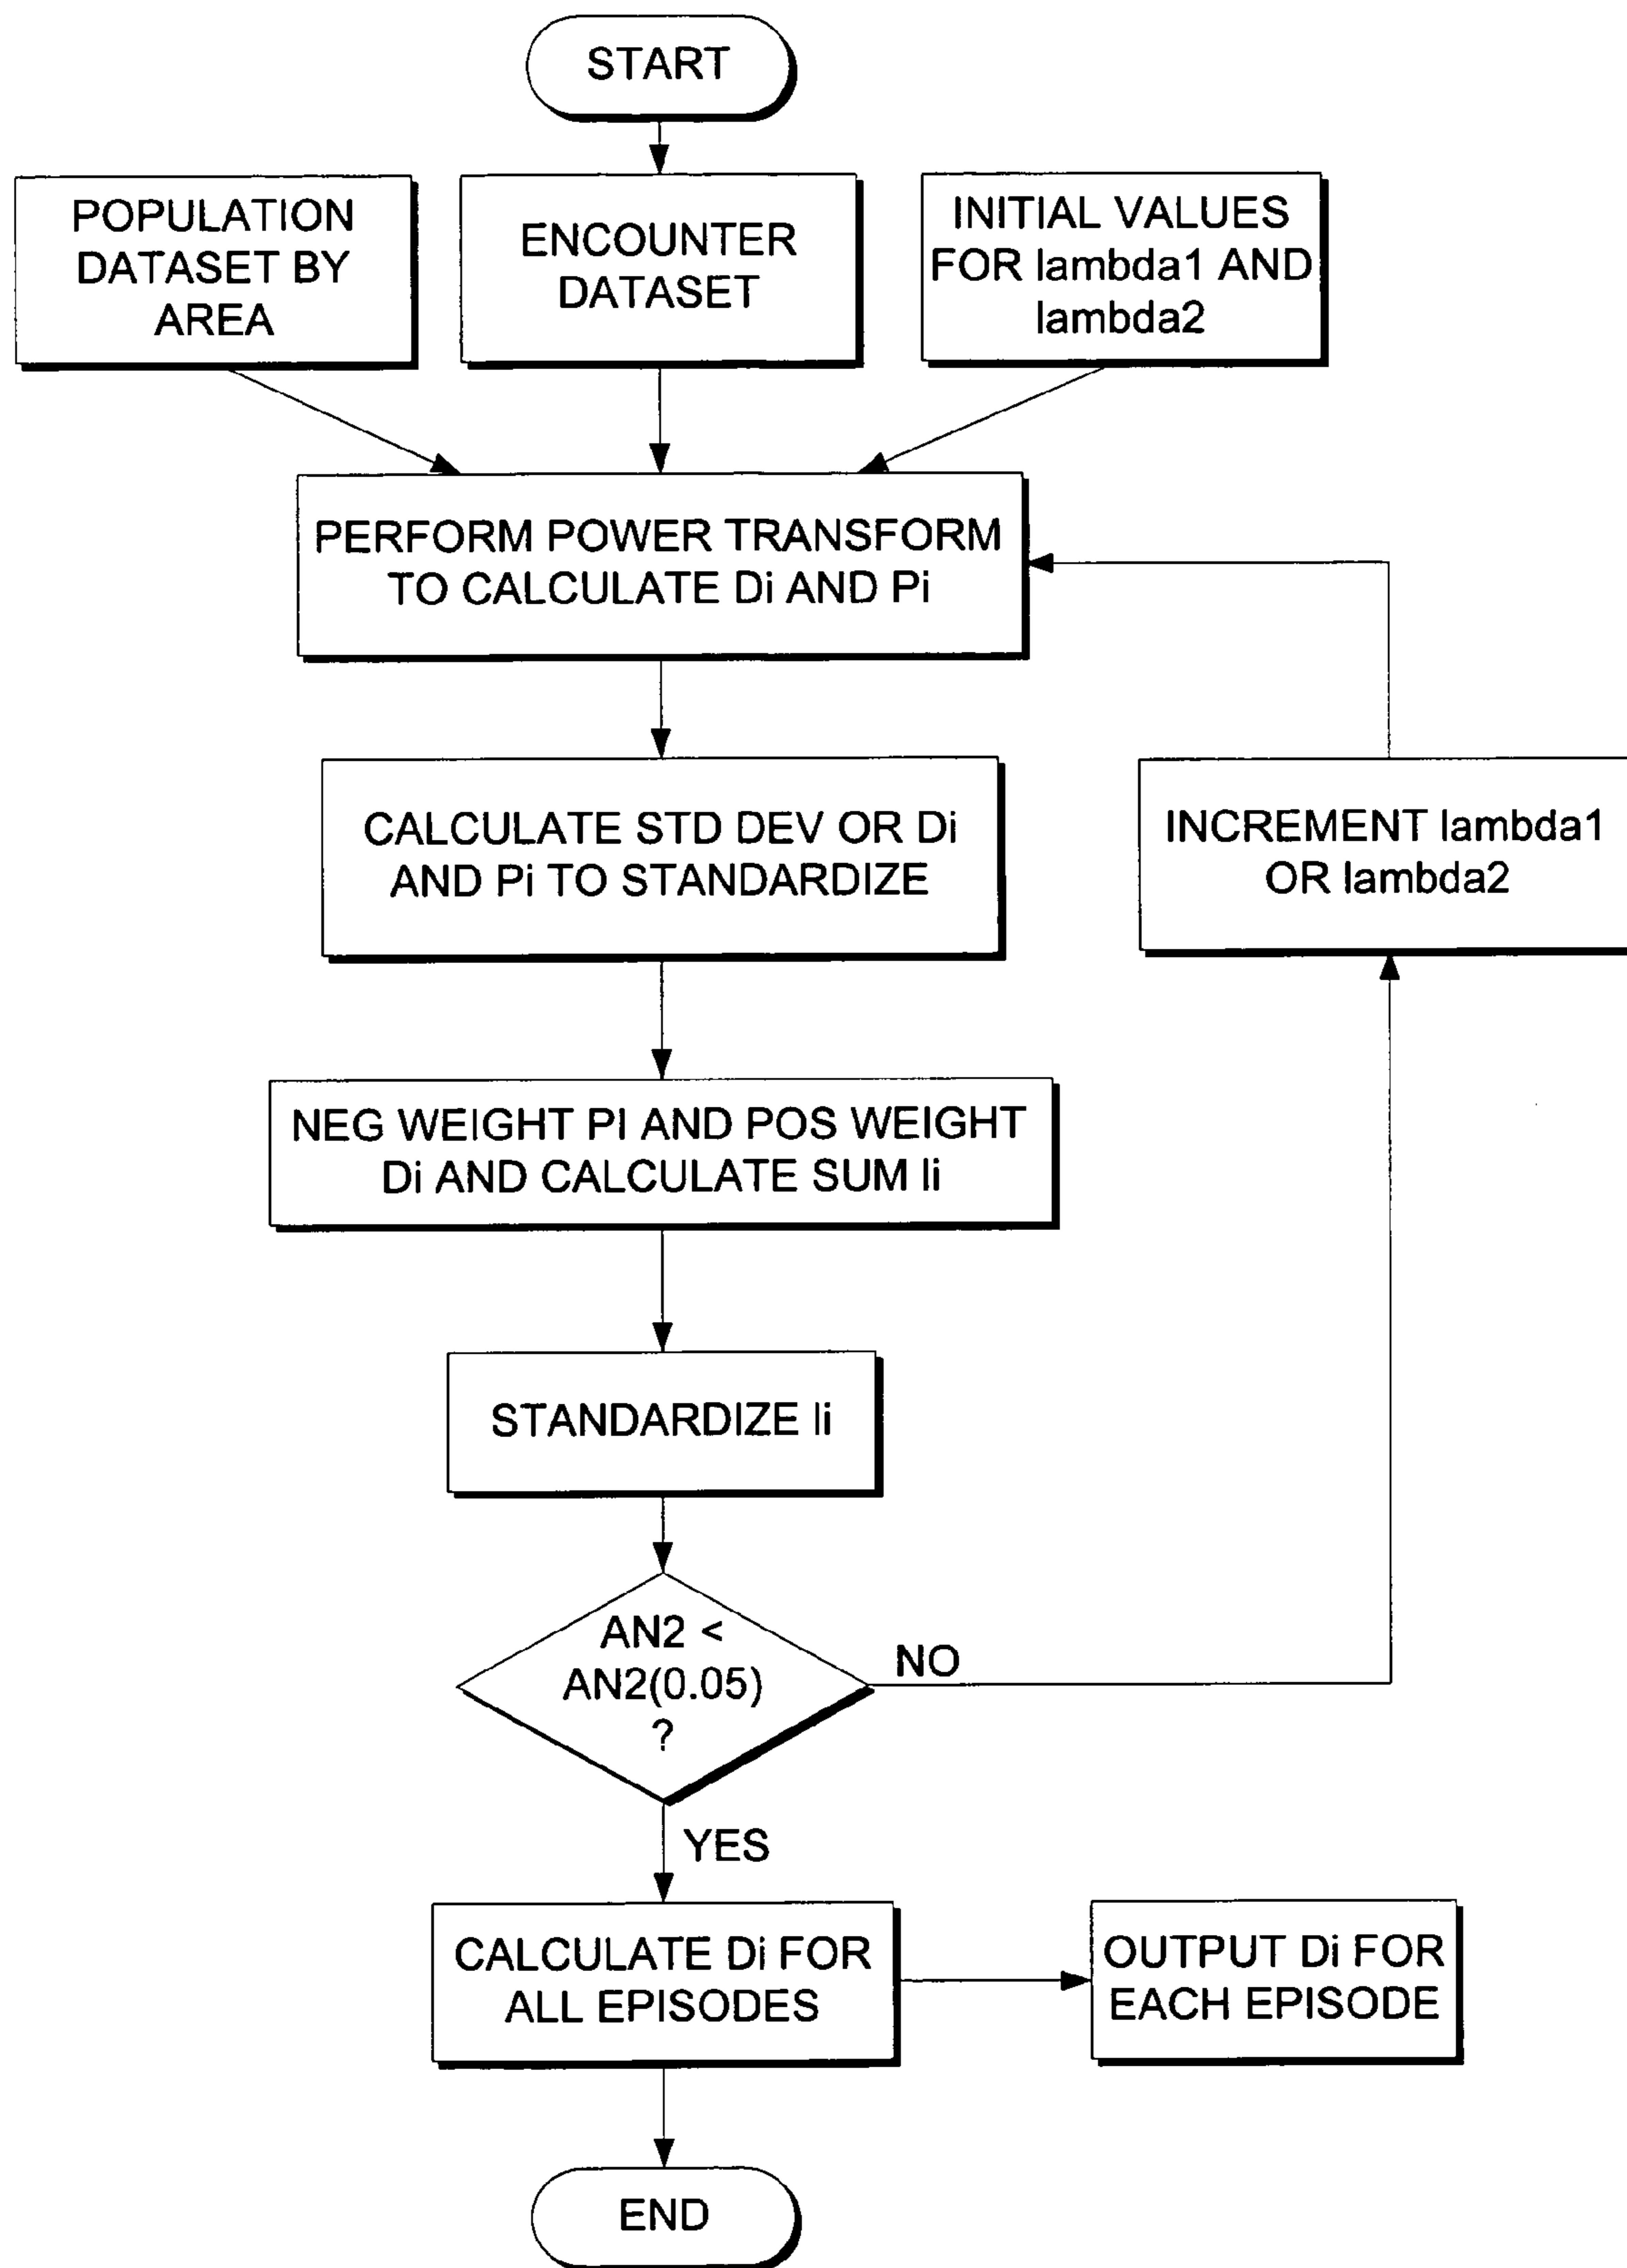 START
POPULATION
DATASET BY
AREA
ENCOUNTER
DATASET
INITIAL VALUES
FOR lambda1 AND
lambda2
PERFORM POWER TRANSFORM
TO CALCULATE Di AND Pi
CALCULATE STD DEV OR Di
AND Pi TO STANDARDIZE
INCREMENT lambda1
OR lambda2
NEG WEIGHT PI AND POS WEIGHT
Di AND CALCULATE SUM Ii
STANDARDIZE Ii
AN2 <
AN2(0.05)
?
NO
YES
CALCULATE Di FOR
ALL EPISODES
OUTPUT Di FOR
EACH EPISODE
END